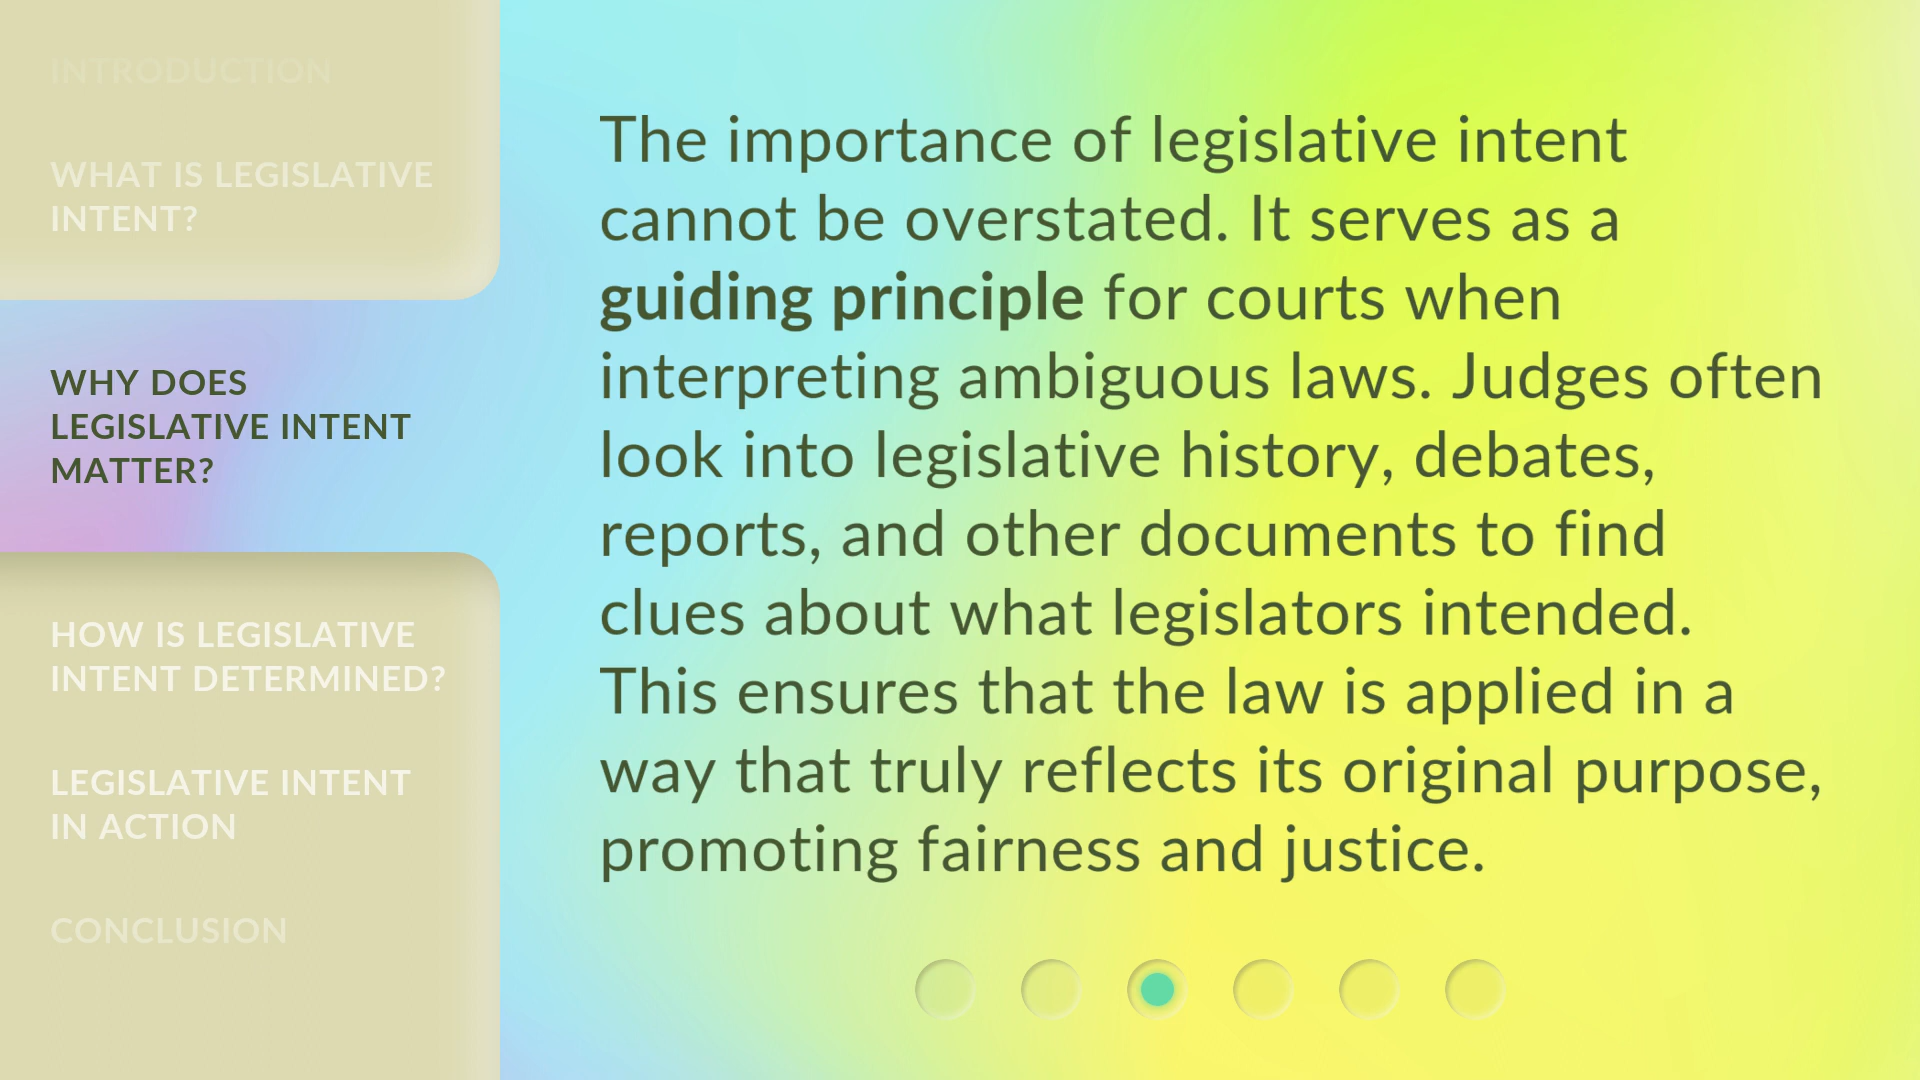 INTRODUCTION
WHAT IS LEGISLATIVE
INTENT?
WHY DOES
LEGISLATIVE INTENT
MATTER?
HOW IS LEGISLATIVE
INTENT DETERMINED?
LEGISLATIVE INTENT
IN ACTION
CONCLUSION
The importance of legislative intent
cannot be overstated. It serves as a
guiding principle for courts when
interpreting ambiguous laws. Judges often
look into legislative history, debates,
reports, and other documents to find
clues about what legislators intended.
This ensures that the law is applied in a
way that truly reflects its original purpose,
promoting fairness and justice.